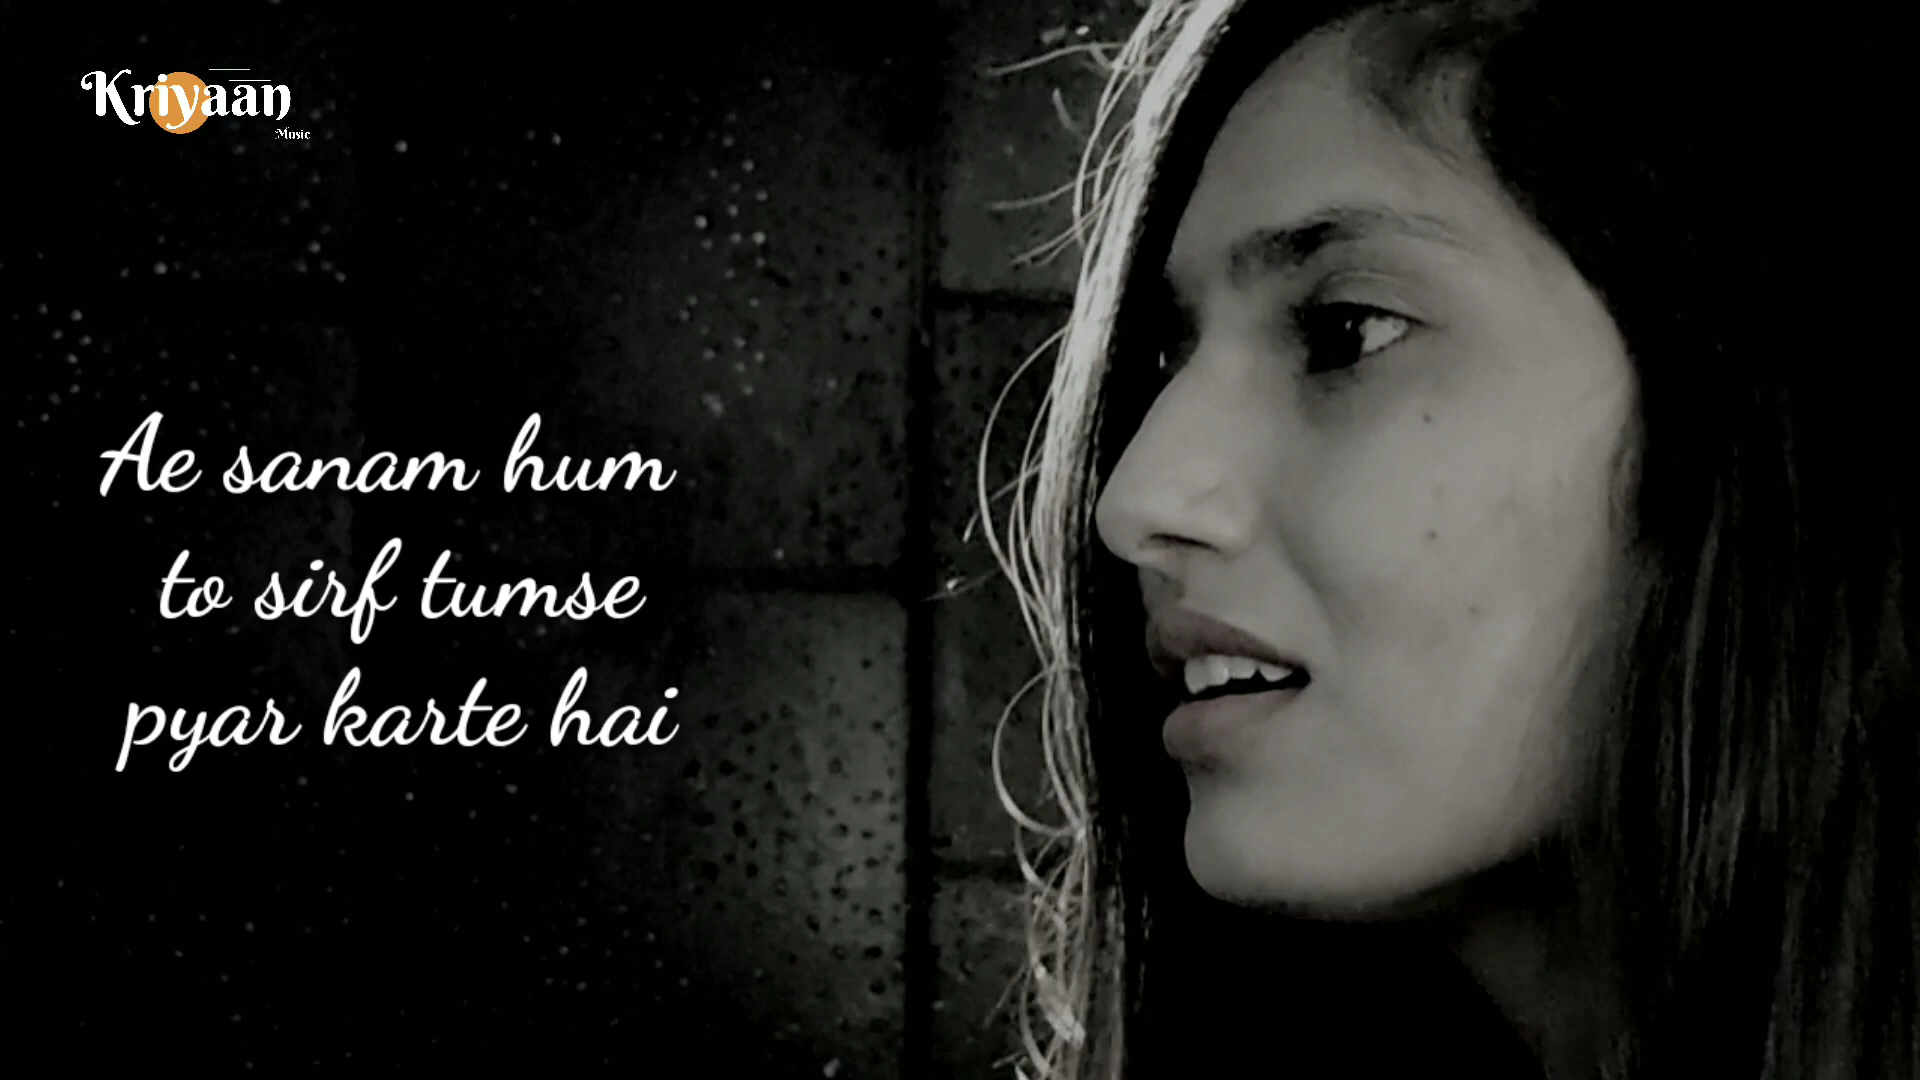 Kriyaan
Music
Ae sanam hum
to sirf tumse
pyar karte hai